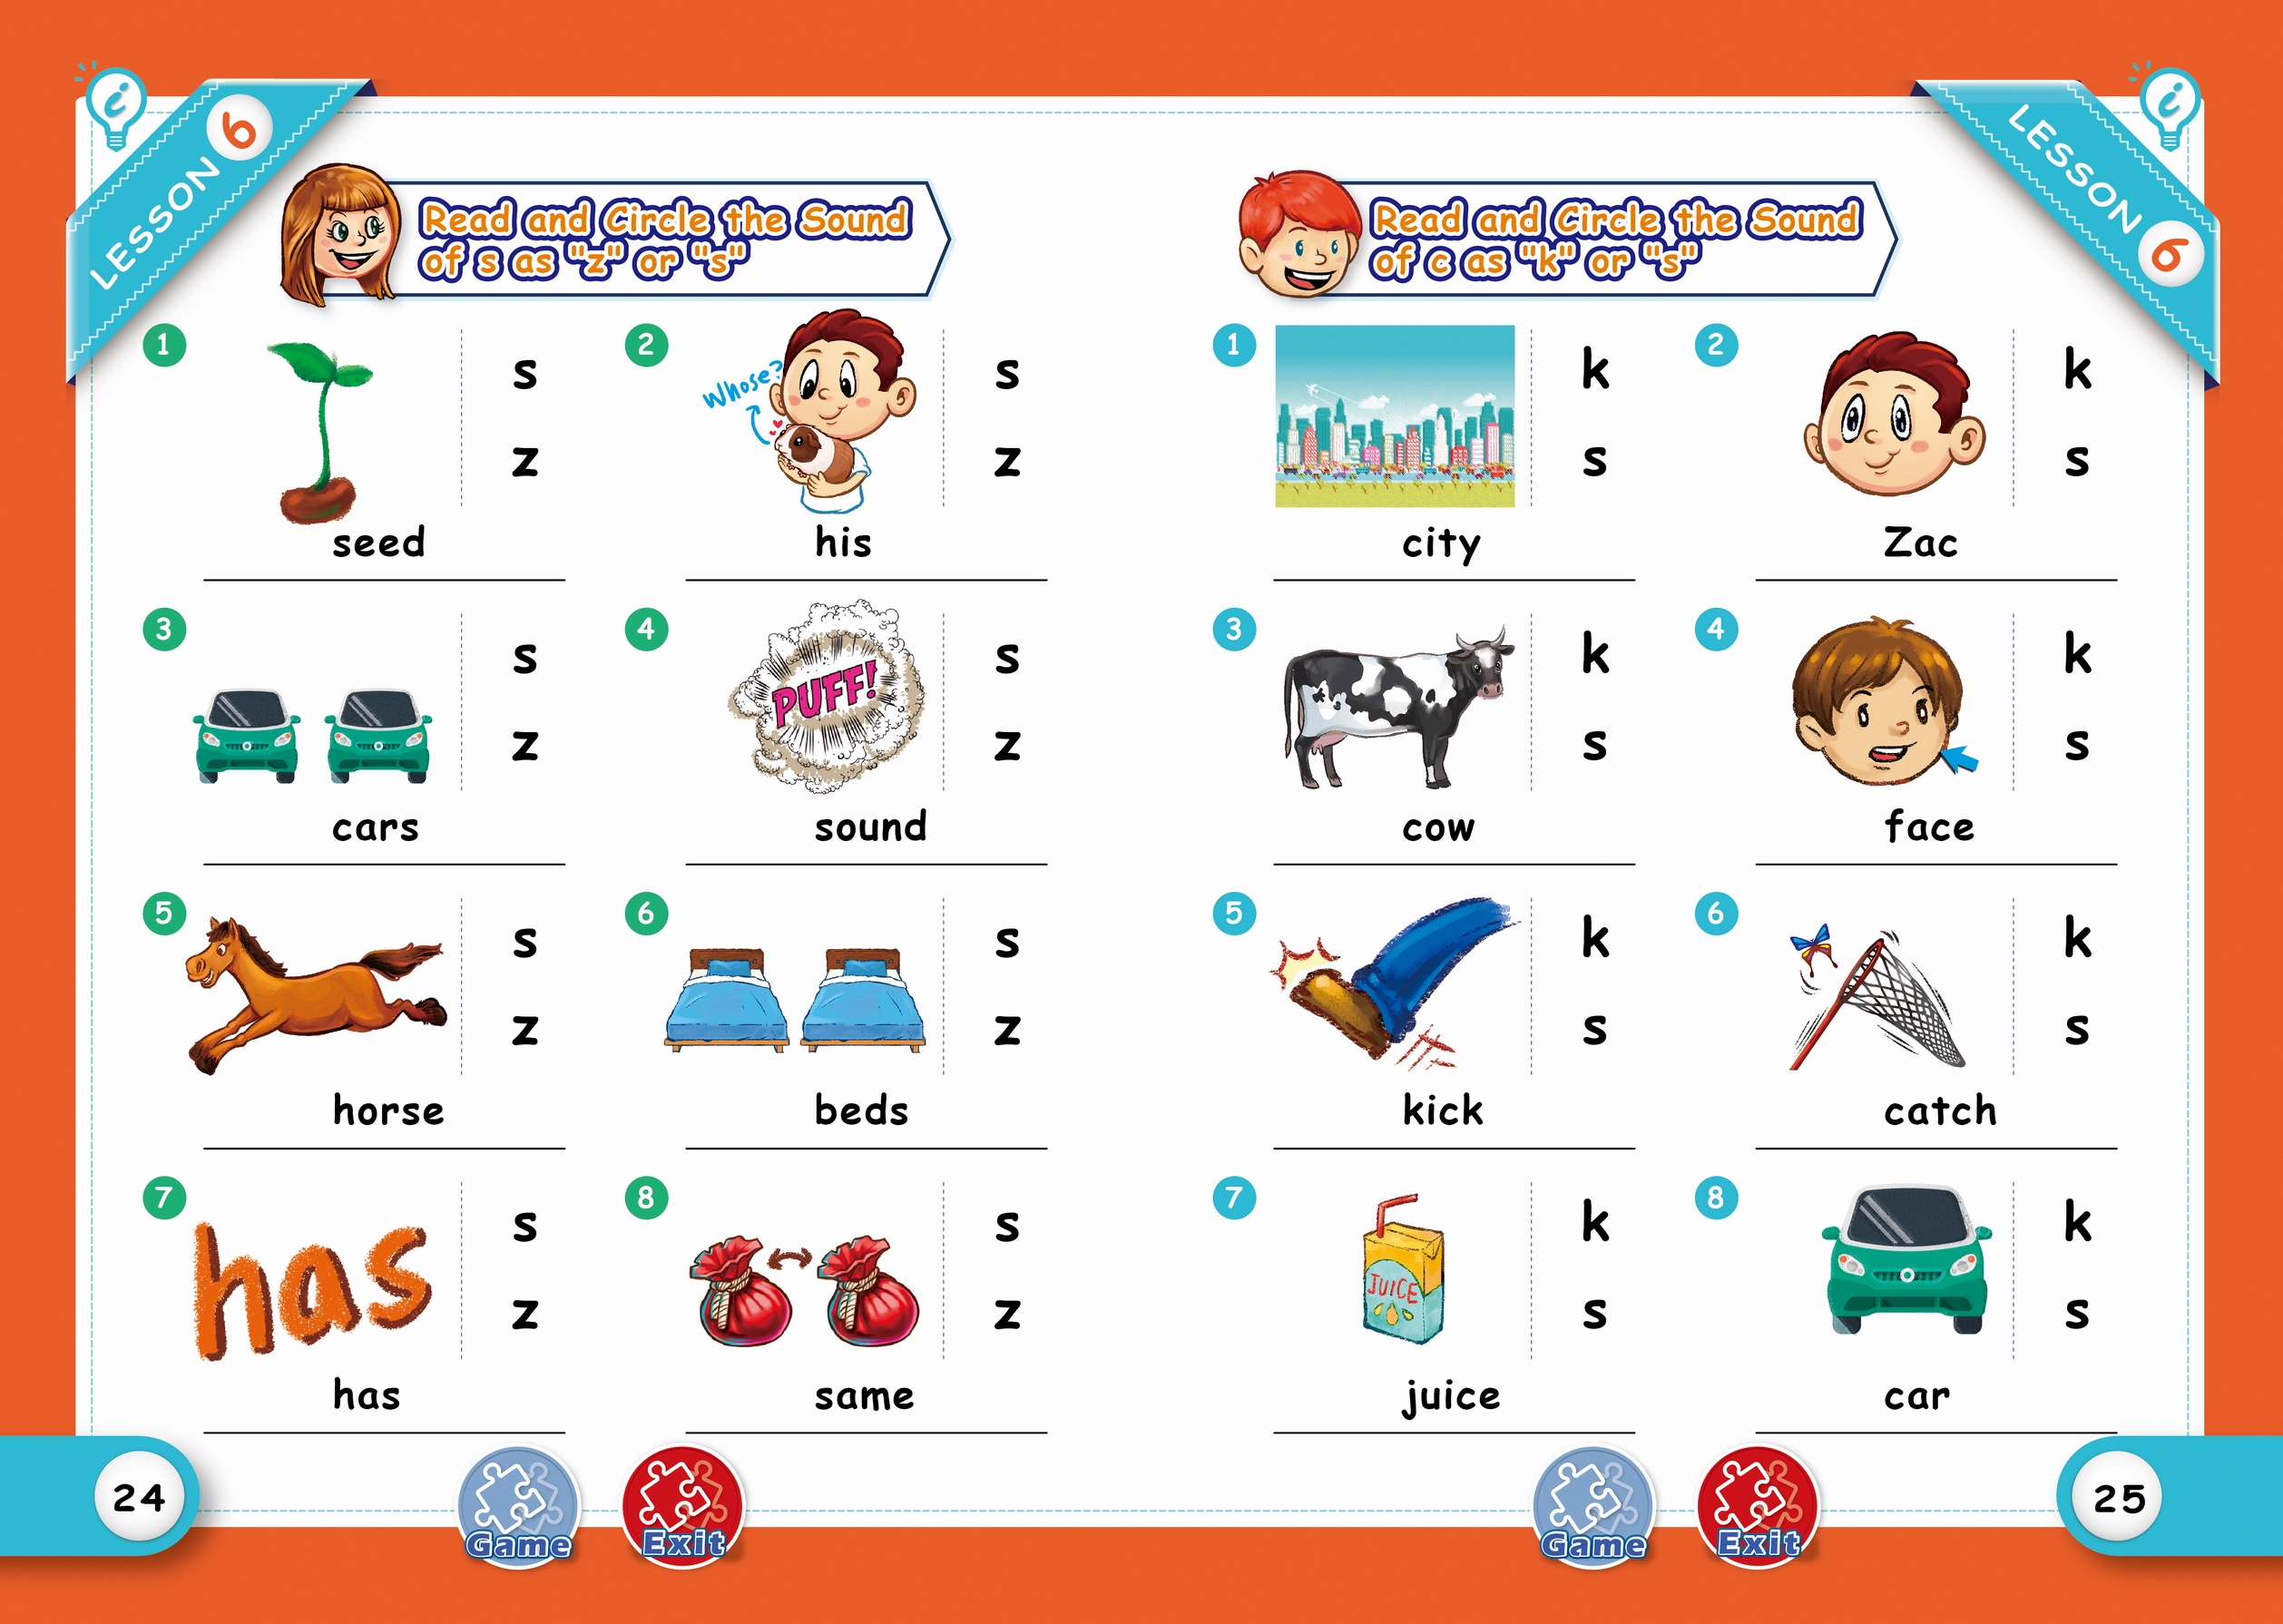 LESSON 6
Read and Circle the Sound
of s as "z" or "s"
1
s
z
seed
2
Whose?
s
z
his
3
s
z
cars
4
PUFF!
s
z
sound
5
s
z
horse
6
s
z
beds
7
has
s
z
has
8
s
z
same
24
Game
Exit
LESSON 6
Read and Circle the Sound
of c as "k" or "s"
1
k
s
city
2
k
s
Zac
3
k
s
cow
4
k
s
face
5
k
s
kick
6
k
s
catch
7
JUICE
k
s
juice
8
k
s
car
Game
Exit
25